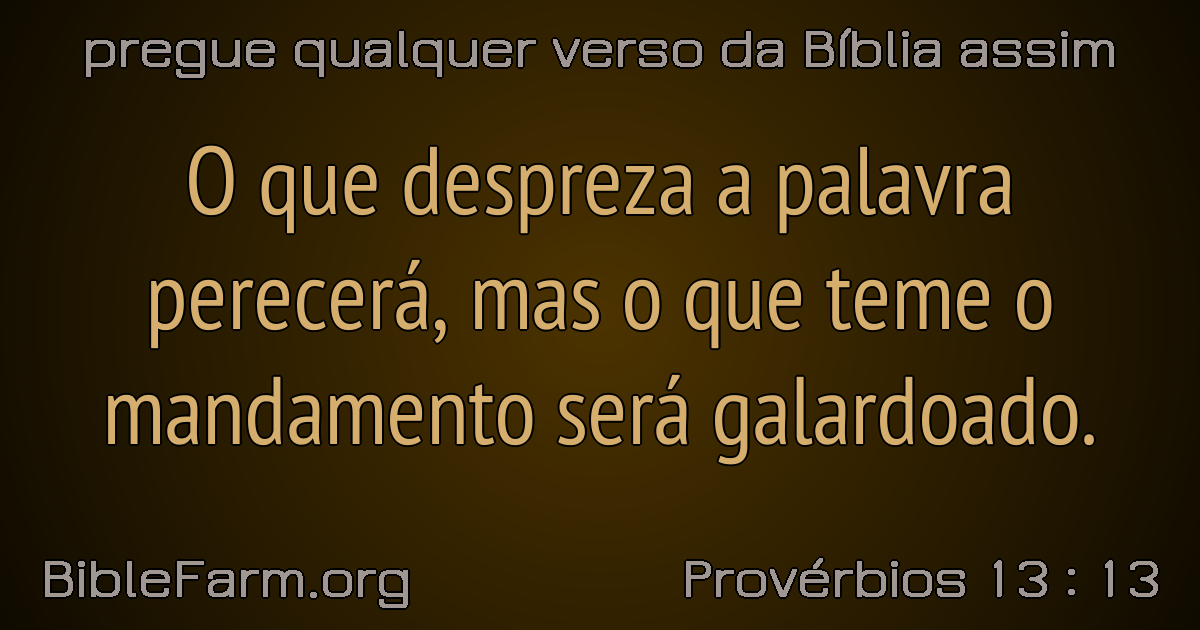 pregue qualquer verso da Bíblia assim
O que despreza a palavra
perecerá, mas o que teme o
mandamento será galardoado.
BibleFarm.org
Provérbios 13 : 13